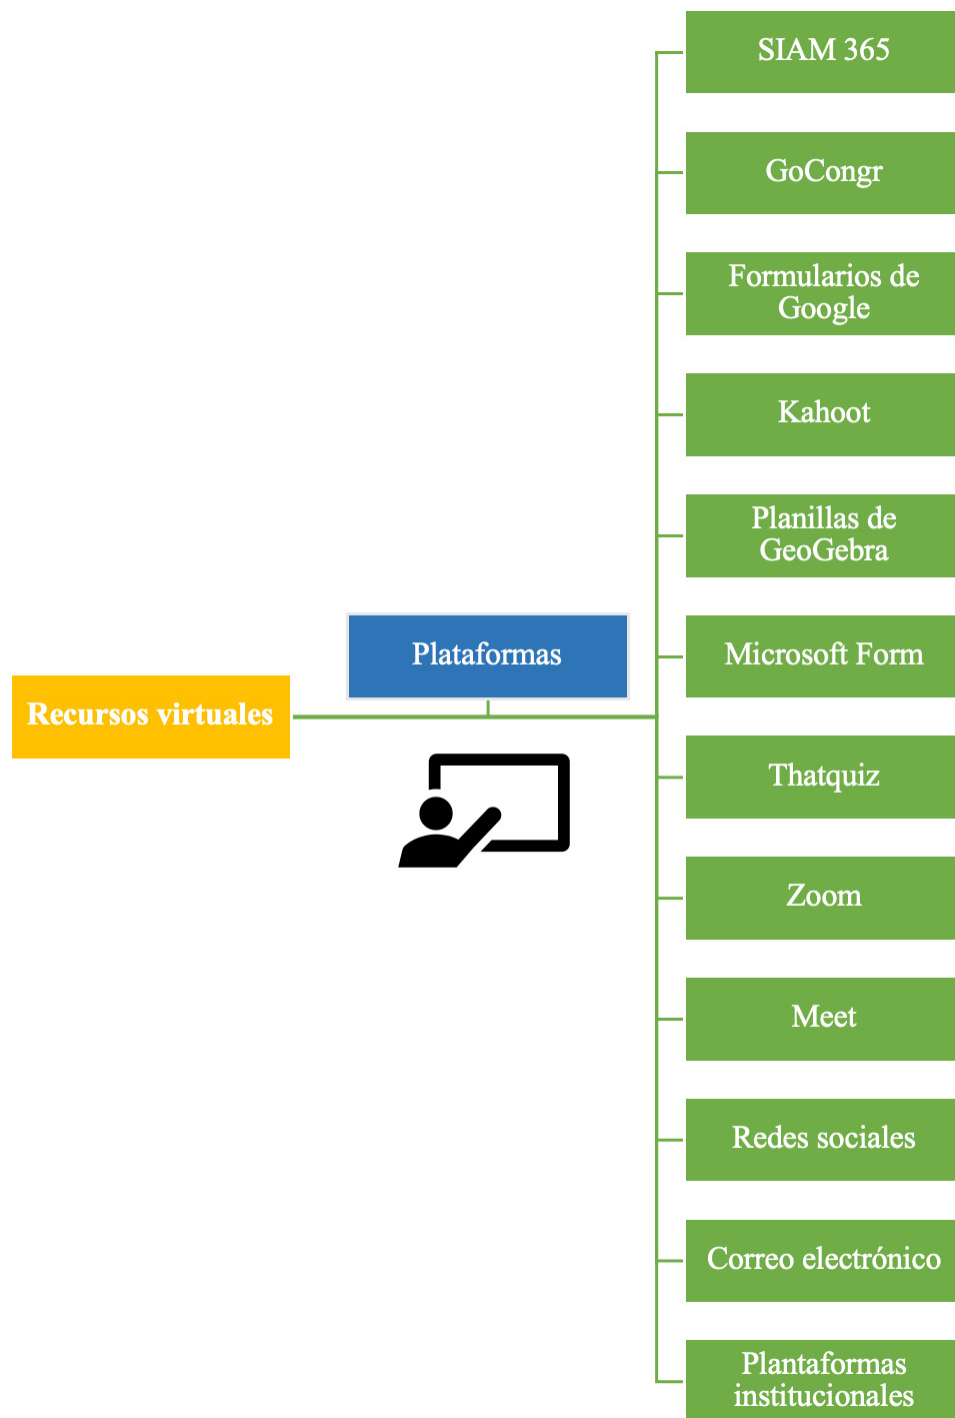 SIAM 365
GoCongr
Formularios de
Google
Kahoot
Planillas de
GeoGebra
Plataformas
Microsoft Form
Recursos virtuales
Thatquiz
Zoom
Meet
Redes sociales
Correo electrónico
Plantaformas
institucionales